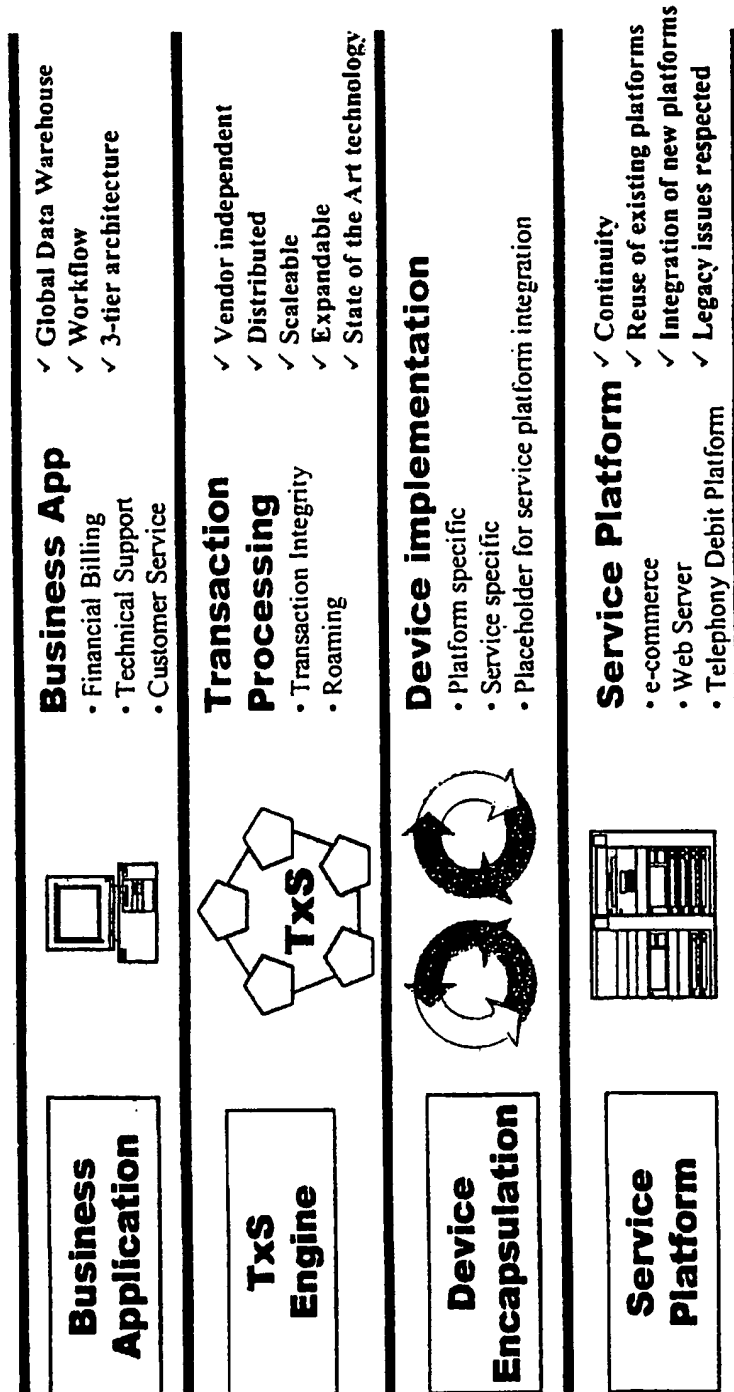 Business
Application
Business App
• Financial Billing
• Technical Support
• Customer Service
✓ Global Data Warehouse
✓ Workflow
✓ 3-tier architecture
TxS
Engine
TxS
Transaction
Processing
• Transaction Integrity
• Roaming
✓ Vendor independent
✓ Distributed
✓ Scaleable
✓ Expandable
✓ State of the Art technology
Device
Encapsulation
Device implementation
• Platform specific
• Service specific
• Placeholder for service platform integration
Service
Platform
Service Platform
• e-commerce
• Web Server
• Telephony Debit Platform
✓ Continuity
✓ Reuse of existing platforms
✓ Integration of new platforms
✓ Legacy issues respected